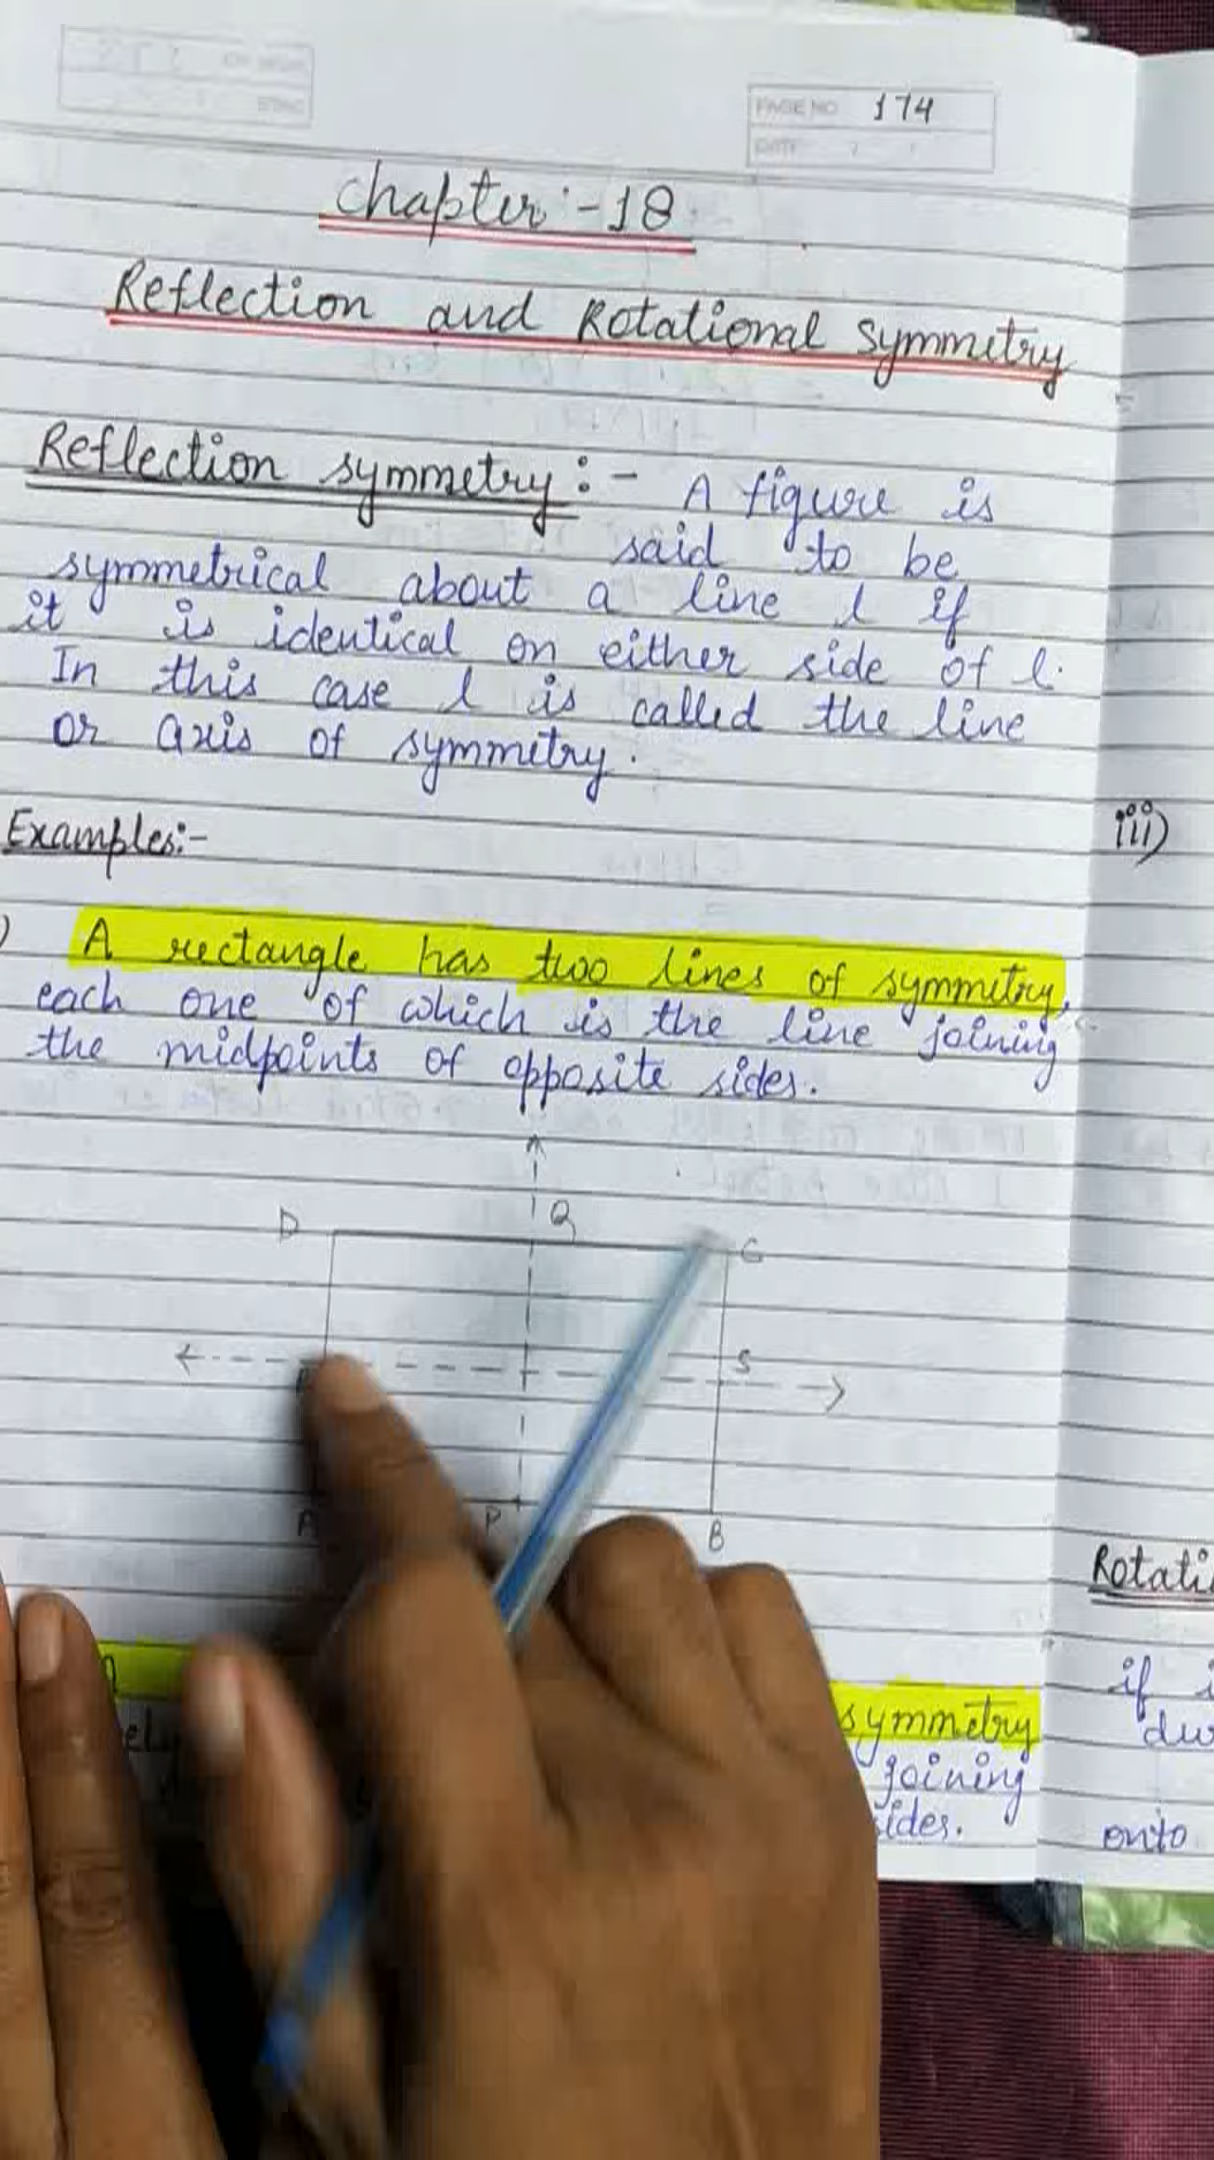 PAGE NO 174
DATE
Chapter :- 18
Reflection and Rotational Symmetry
Reflection symmetry :- A figure is
said to be
symmetrical about a line l if
it is identical on either side of l.
In this case l is called the line
or axis of symmetry.
Examples:-
) A rectangle has two lines of symmetry,
each one of which is the line joining
the midpoints of opposite sides.
D Q C
S
A P B
symmetry
joining
sides.
iii)
Rotati
if i
onto